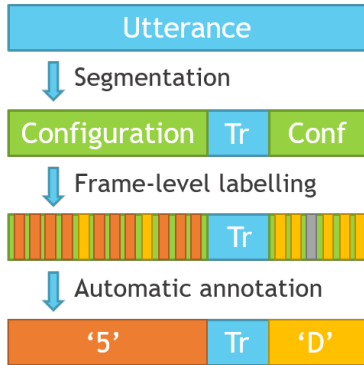 Utterance
Segmentation
Configuration Tr Conf
Frame-level labelling
Tr
Automatic annotation
‘5’ Tr ‘D’